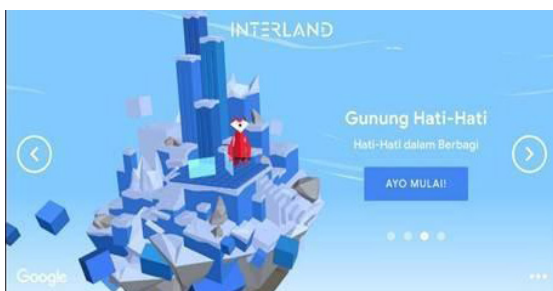 INTERLAND
Gunung Hati-Hati
Hati-Hati dalam Berbagi
AYO MULAI!
Google